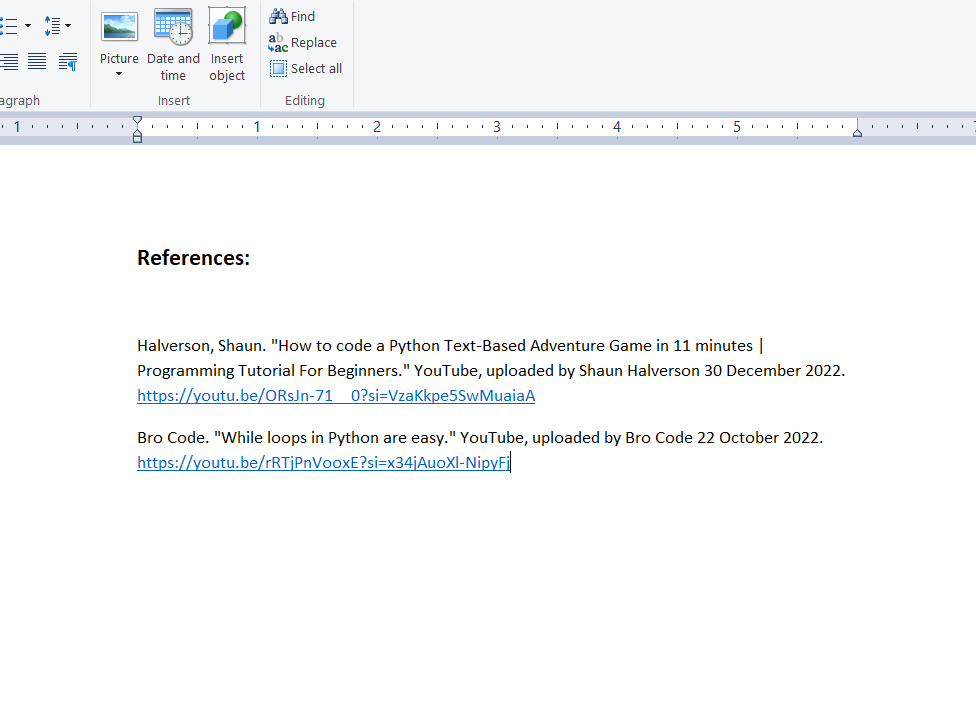 Find
Replace
Select all
Picture
Date and time
Insert object
agraph
Insert
Editing
1 1 2 3 4 5
References:
Halverson, Shaun. "How to code a Python Text-Based Adventure Game in 11 minutes |
Programming Tutorial For Beginners." YouTube, uploaded by Shaun Halverson 30 December 2022.
https://youtu.be/ORsJn-71__0?si=VzaKkpe5SwMuaiaA
Bro Code. "While loops in Python are easy." YouTube, uploaded by Bro Code 22 October 2022.
https://youtu.be/rRTjPnVooxE?si=x34jAuoXl-NipyFj